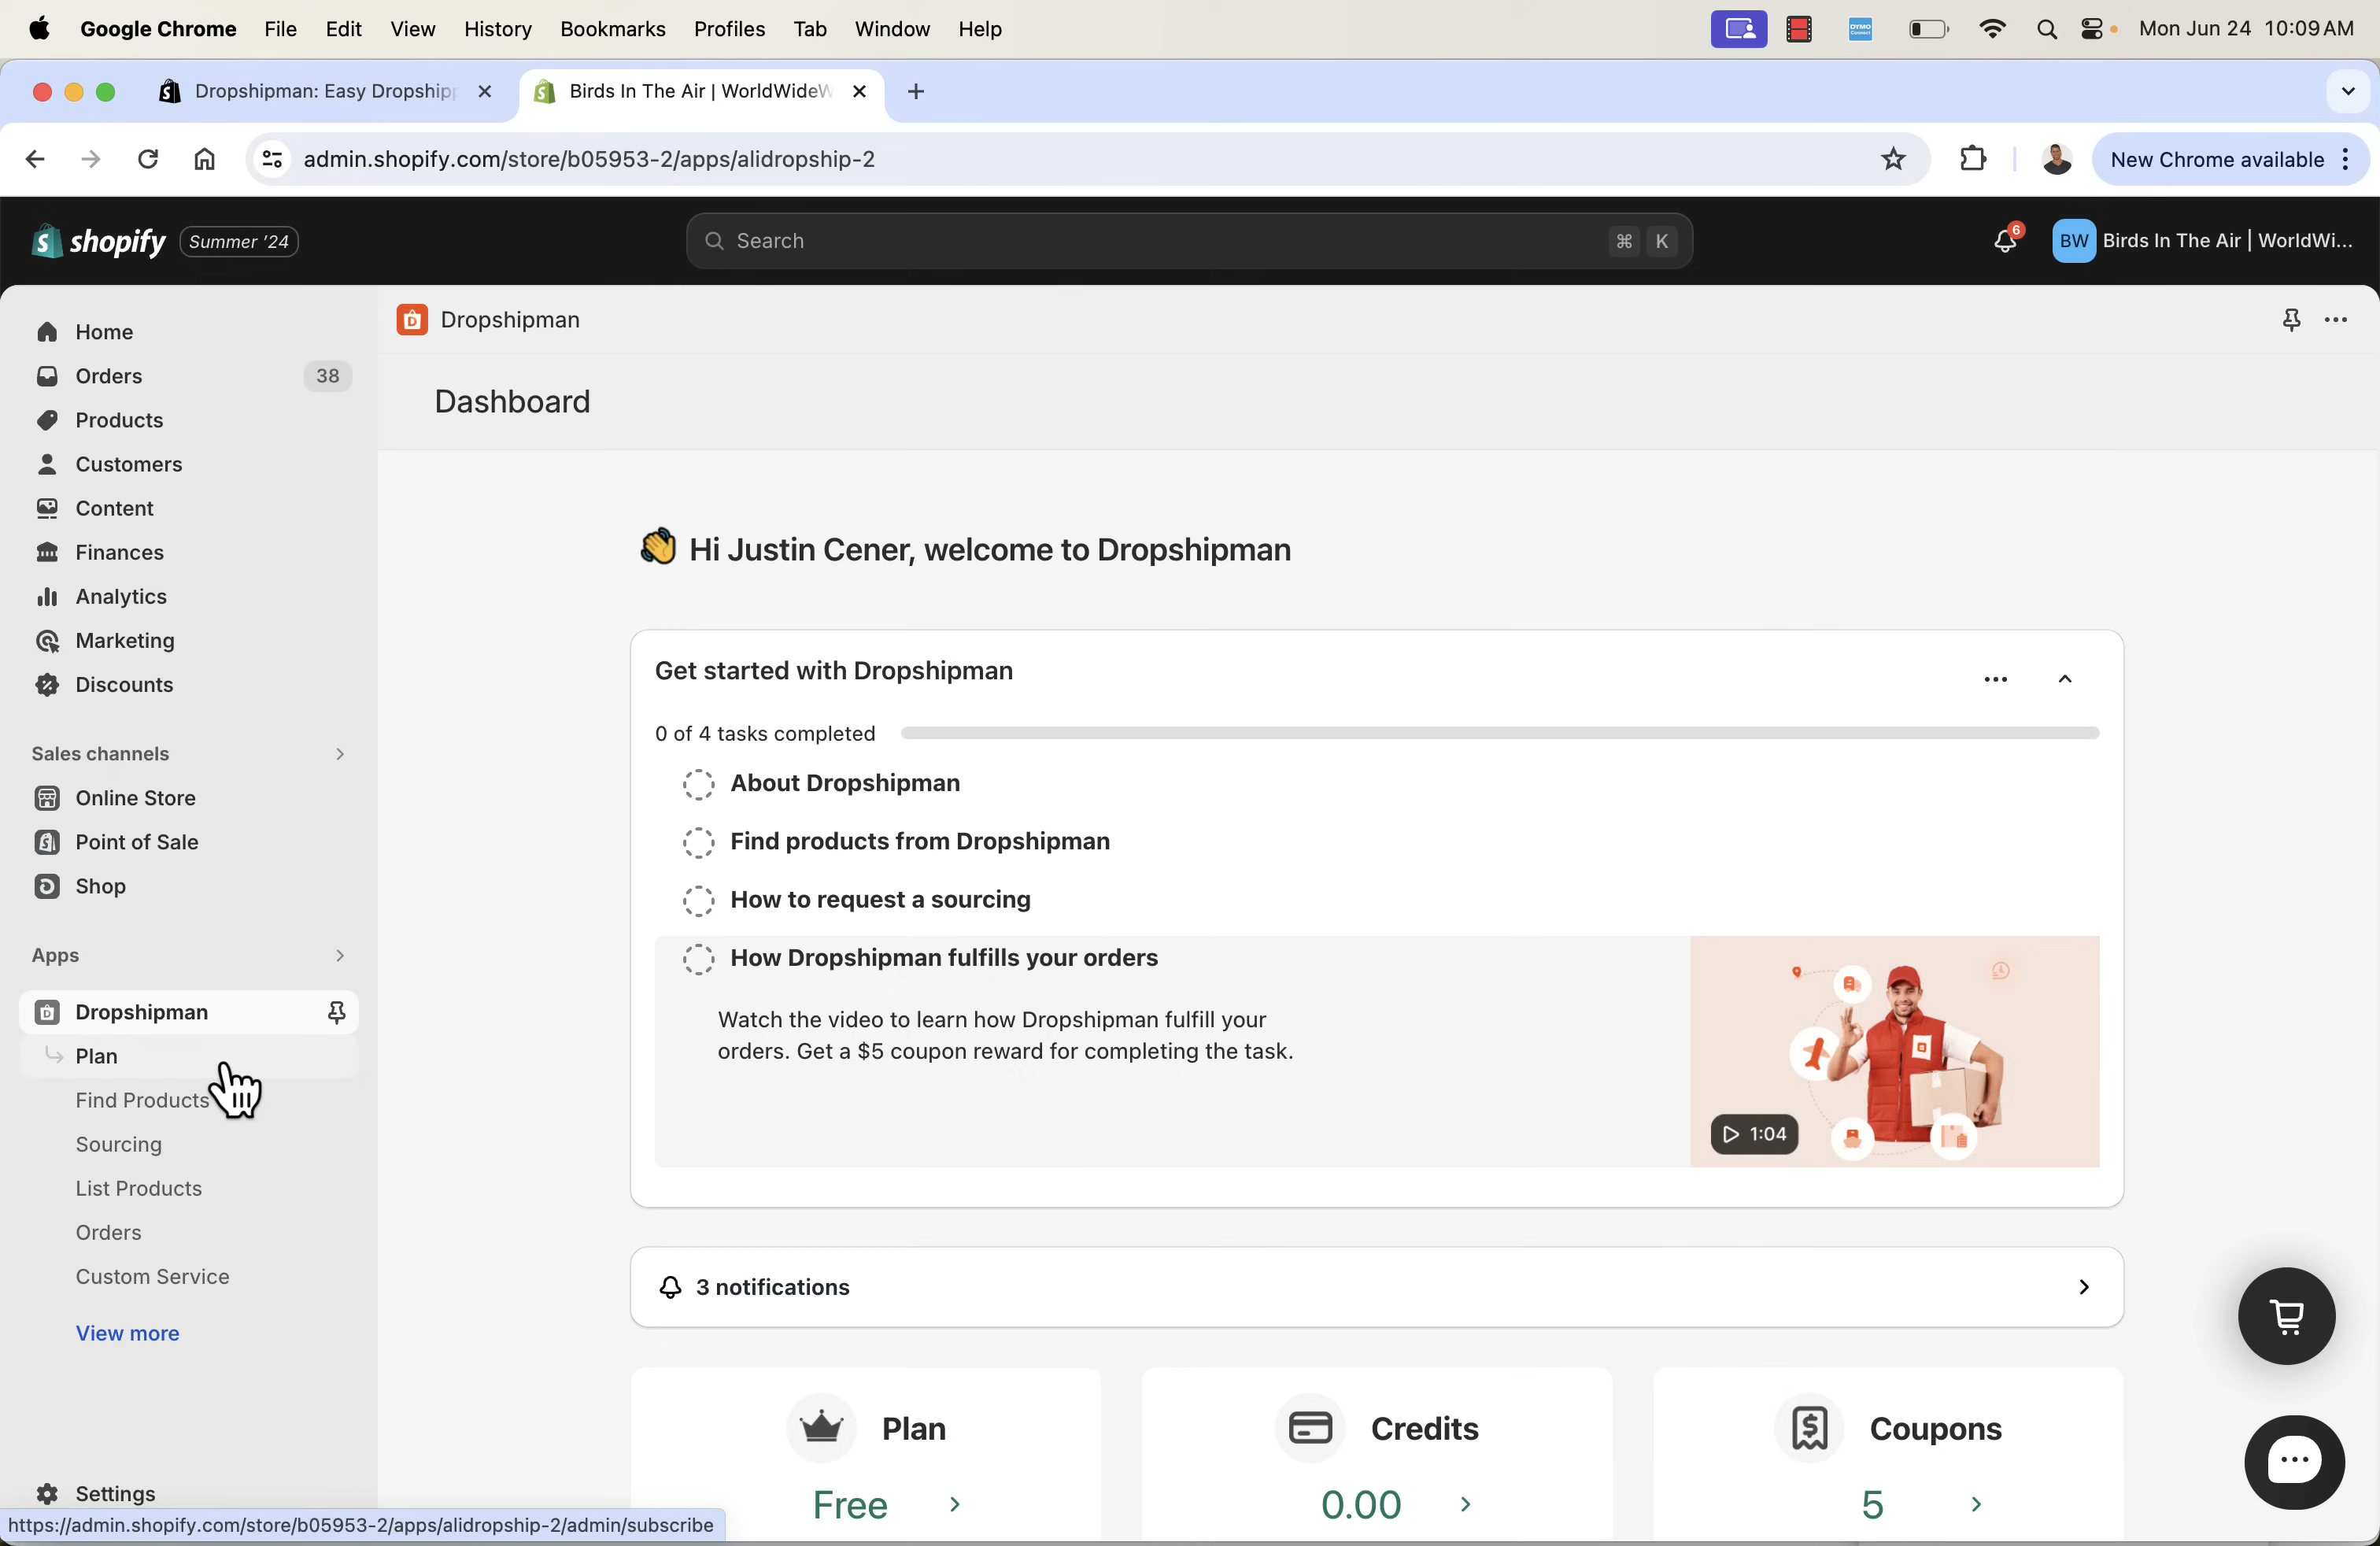 Google Chrome File Edit View History Bookmarks Profiles Tab Window Help
DYMO Connect
Mon Jun 24 10:09 AM
Dropshipman: Easy Dropship
Birds In The Air | WorldWideW
admin.shopify.com/store/b05953-2/apps/alidropship-2
New Chrome available
shopify Summer '24
Search
⌘ K
6
BW Birds In The Air | WorldWi...
Home
Orders 38
Products
Customers
Content
Finances
Analytics
Marketing
Discounts
Sales channels
Online Store
Point of Sale
Shop
Apps
Dropshipman
Plan
Find Products
Sourcing
List Products
Orders
Custom Service
View more
Settings
https://admin.shopify.com/store/b05953-2/apps/alidropship-2/admin/subscribe
Dropshipman
Dashboard
👋 Hi Justin Cener, welcome to Dropshipman
Get started with Dropshipman
0 of 4 tasks completed
About Dropshipman
Find products from Dropshipman
How to request a sourcing
How Dropshipman fulfills your orders
Watch the video to learn how Dropshipman fulfill your
orders. Get a $5 coupon reward for completing the task.
1:04
3 notifications
Plan
Free
Credits
0.00
Coupons
5